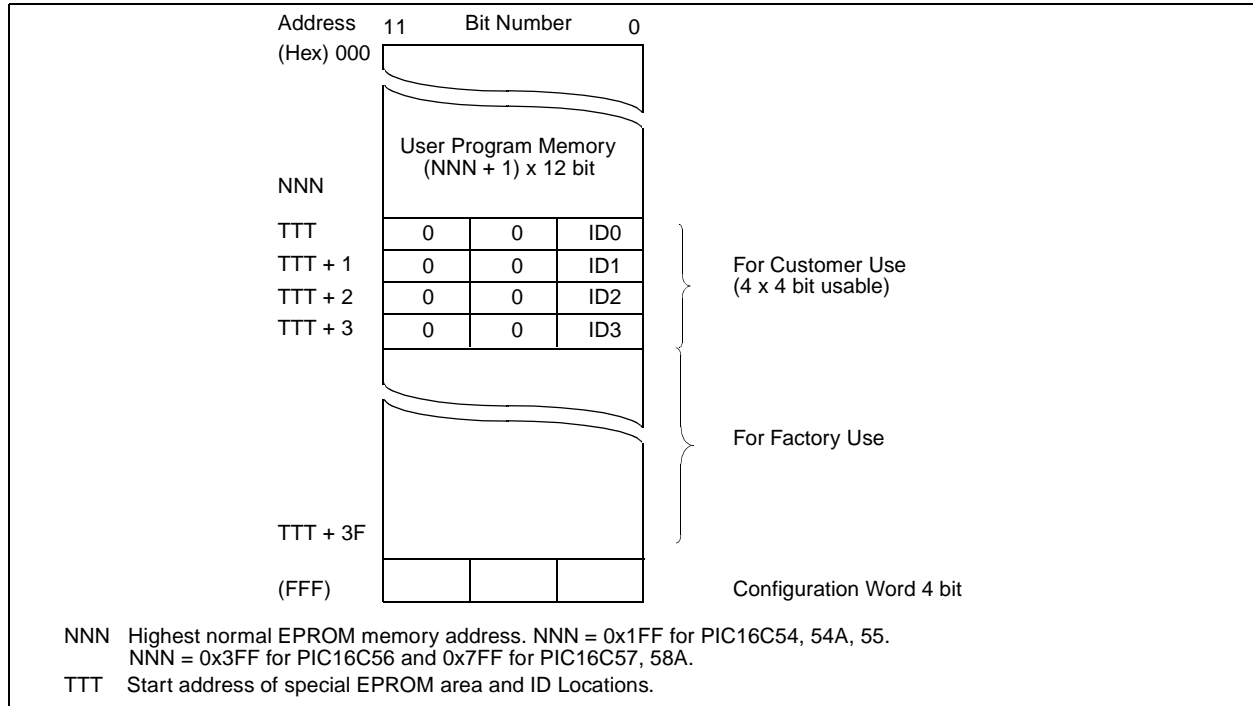 Address 11 Bit Number 0
(Hex) 000
User Program Memory
(NNN + 1) x 12 bit
NNN
TTT 0 0 ID0
TTT + 1 0 0 ID1
TTT + 2 0 0 ID2
TTT + 3 0 0 ID3
For Customer Use
(4 x 4 bit usable)
For Factory Use
TTT + 3F
(FFF) Configuration Word 4 bit
NNN Highest normal EPROM memory address. NNN = 0x1FF for PIC16C54, 54A, 55.
NNN = 0x3FF for PIC16C56 and 0x7FF for PIC16C57, 58A.
TTT Start address of special EPROM area and ID Locations.